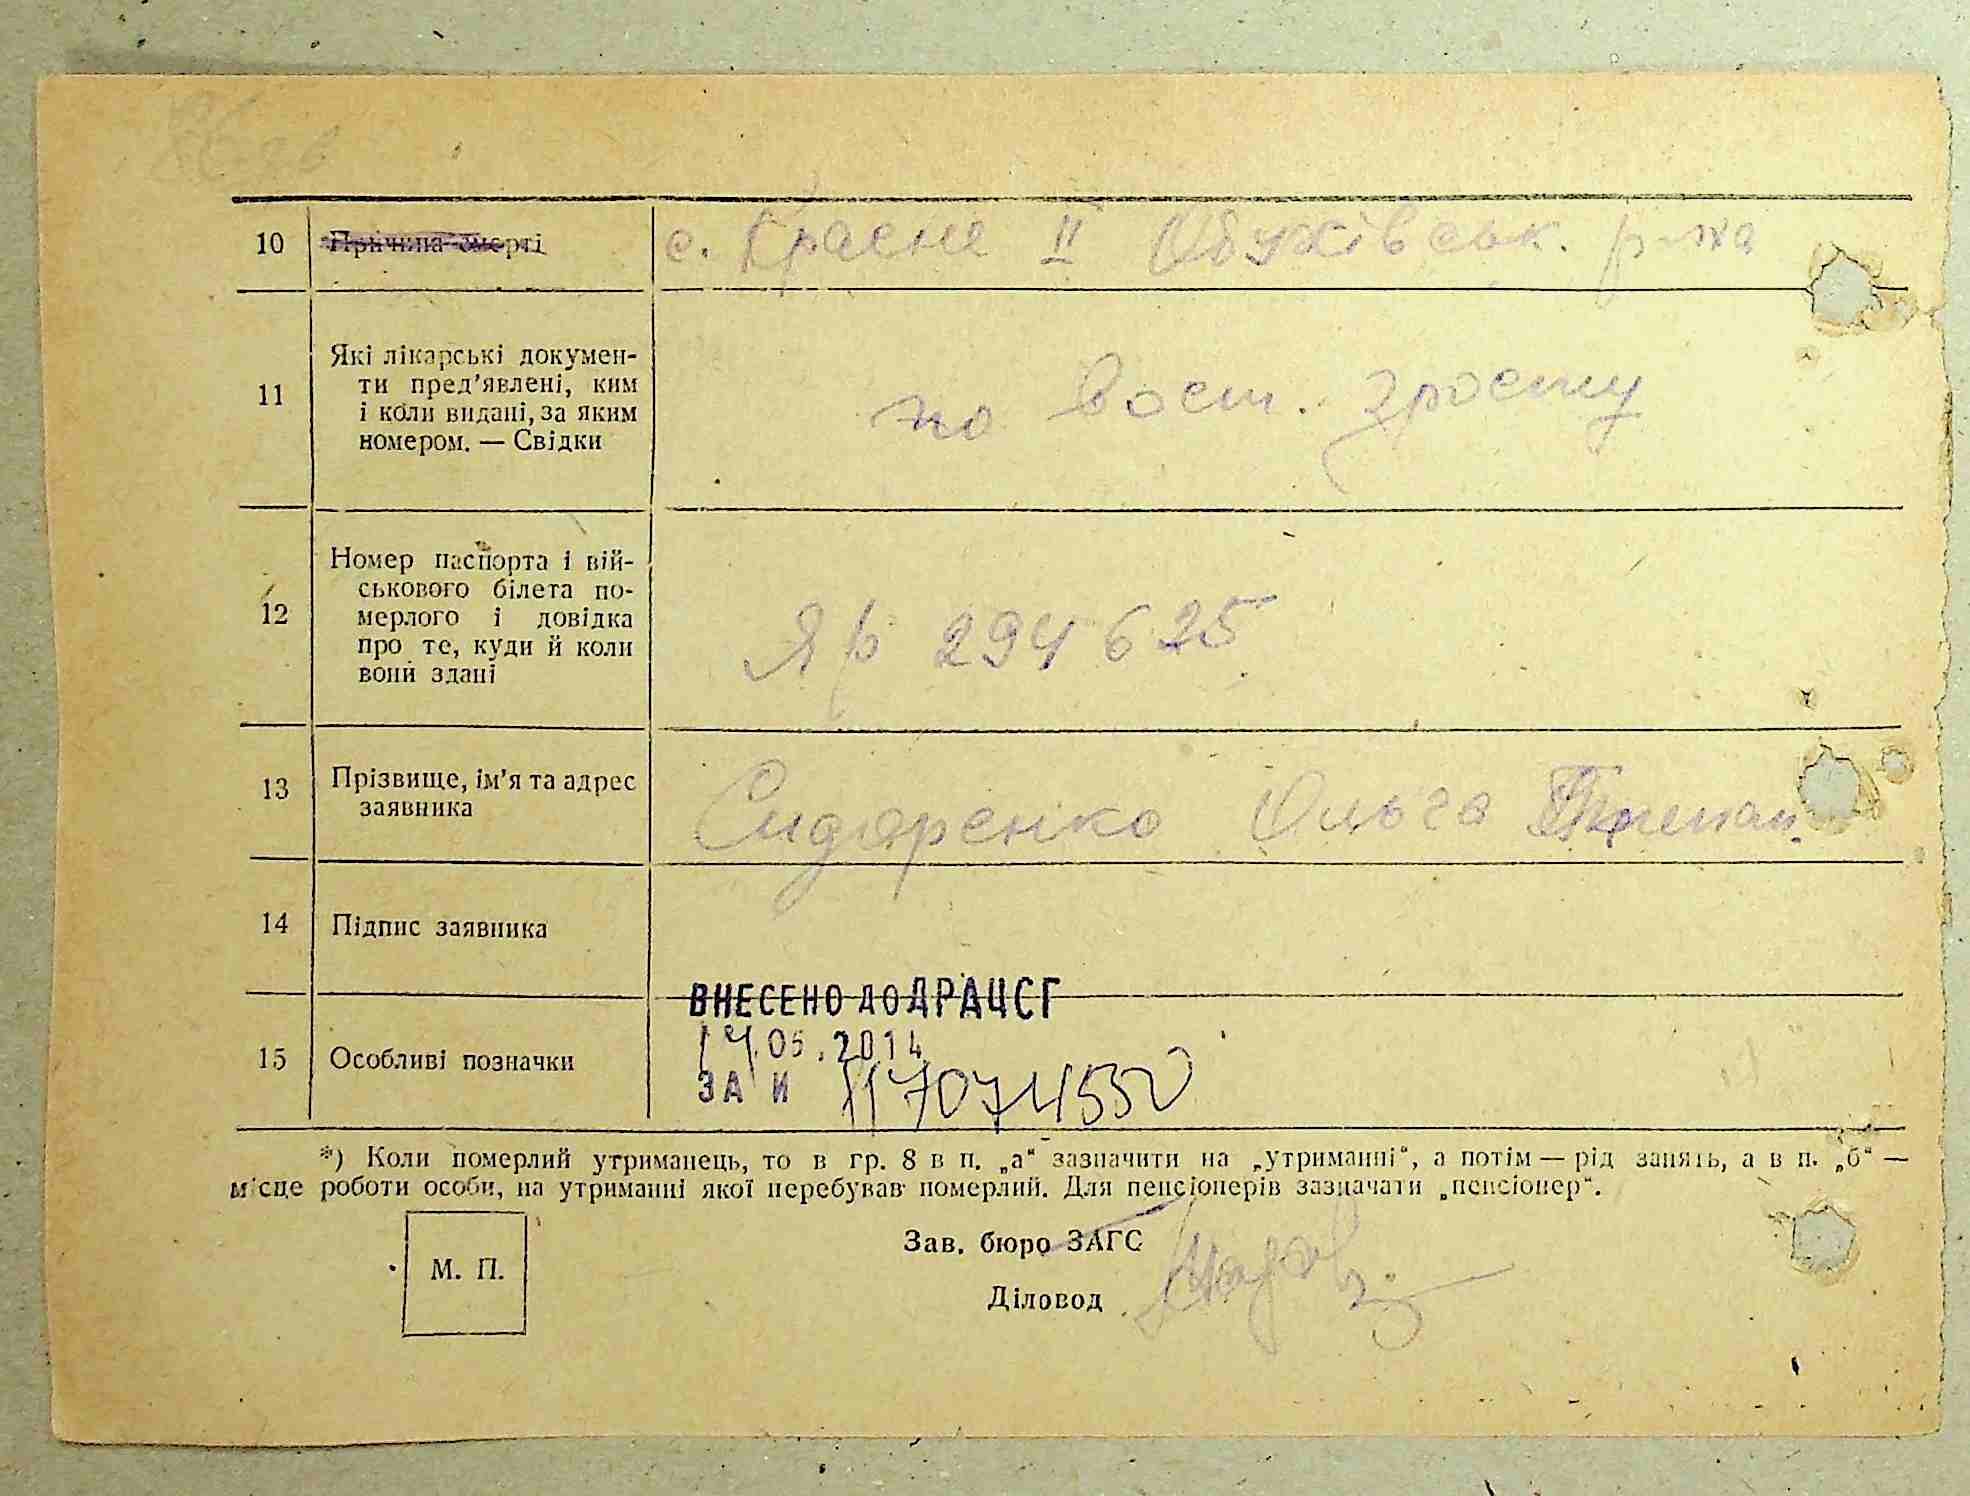 10 Причина смерті с. Красне II Обухівськ. р-на
11 Які лікарські докумен-
ти пред’явлені, ким
і коли видані, за яким
номером. — Свідки
по
12 Номер паспорта і вій-
ськового білета по-
мерлого і довідка
про те, куди й коли
вони здані
Яр 294625
13 Прізвище, ім’я та адрес
заявника
Сидаренко Ольга
14 Підпис заявника
ВНЕСЕНО ДО ДРАЦСГ
15 Особливі позначки
14.05.2014
ЗА И 1170714550
*) Коли померлий утриманець, то в гр. 8 в п. „а“ зазначити на „утриманні“, а потім — рід занять, а в п. „б“ —
місце роботи особи, на утриманні якої перебував померлий. Для пенсіонерів зазначати „пенсіонер“.
М. П.
Зав. бюро ЗАГС
Діловод